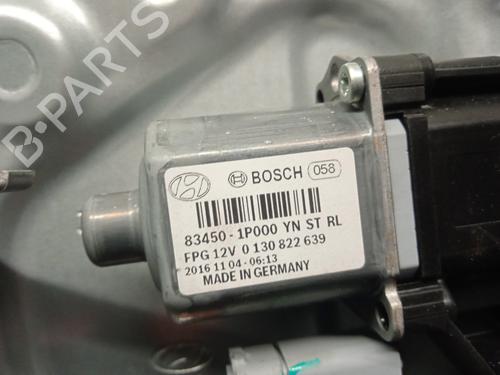 B-PARTS
BOSCH 058
83450-1P000 YN ST RL
FPG 12V 0 130 822 639
2016 11 04 - 06:13
MADE IN GERMANY